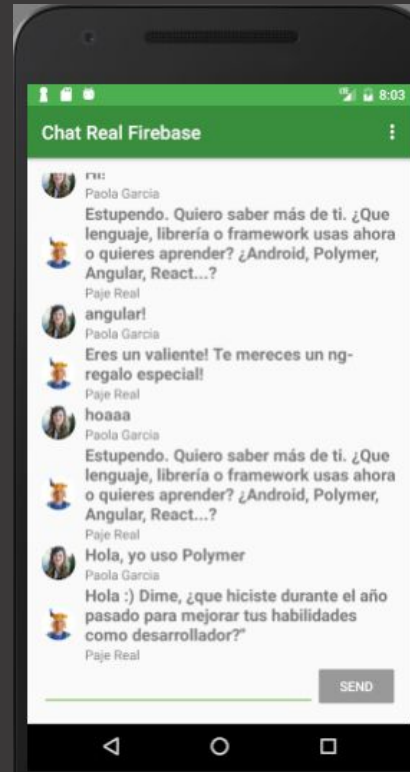 8:03
Chat Real Firebase
Paola Garcia
Estupendo. Quiero saber más de ti. ¿Que
lenguaje, librería o framework usas ahora
o quieres aprender? ¿Android, Polymer,
Angular, React...?
Paje Real
angular!
Paola Garcia
Eres un valiente! Te mereces un ng-
regalo especial!
Paje Real
hoaaa
Paola Garcia
Estupendo. Quiero saber más de ti. ¿Que
lenguaje, librería o framework usas ahora
o quieres aprender? ¿Android, Polymer,
Angular, React...?
Paje Real
Hola, yo uso Polymer
Paola Garcia
Hola :) Dime, ¿que hiciste durante el año
pasado para mejorar tus habilidades
como desarrollador?"
Paje Real
SEND